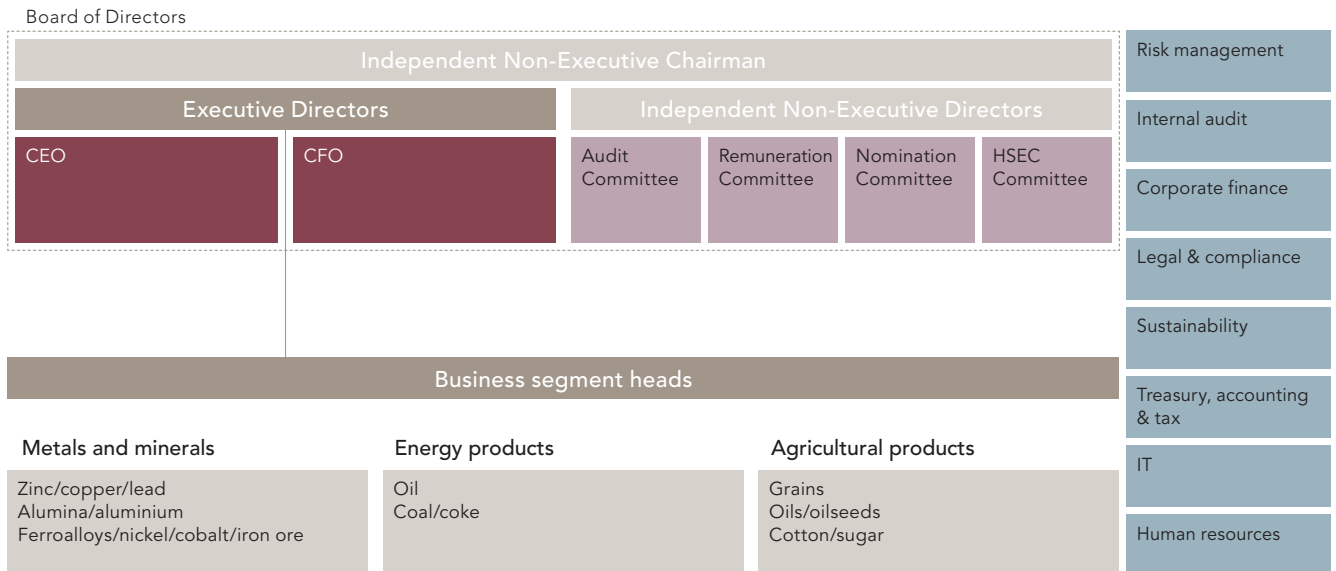 Board of Directors
Independent Non-Executive Chairman
Executive Directors
Independent Non-Executive Directors
CEO
CFO
Audit
Committee
Remuneration
Committee
Nomination
Committee
HSEC
Committee
Business segment heads
Metals and minerals
Zinc/copper/lead
Alumina/aluminium
Ferroalloys/nickel/cobalt/iron ore
Energy products
Oil
Coal/coke
Agricultural products
Grains
Oils/oilseeds
Cotton/sugar
Risk management
Internal audit
Corporate finance
Legal & compliance
Sustainability
Treasury, accounting
& tax
IT
Human resources